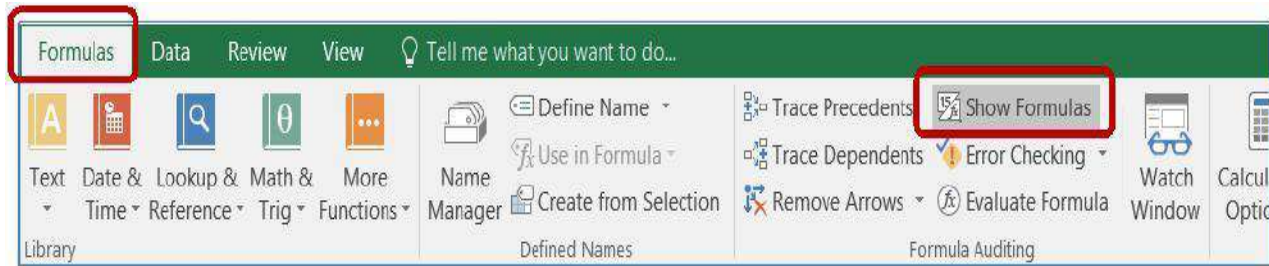 Formulas Data Review View Tell me what you want to do...
A θ ...
Text Date & Time Lookup & Reference Math & Trig More Functions
Library
Name Manager
Define Name
Use in Formula
Create from Selection
Defined Names
Trace Precedents
Trace Dependents
Remove Arrows
Show Formulas
Error Checking
Evaluate Formula
Formula Auditing
Watch Window